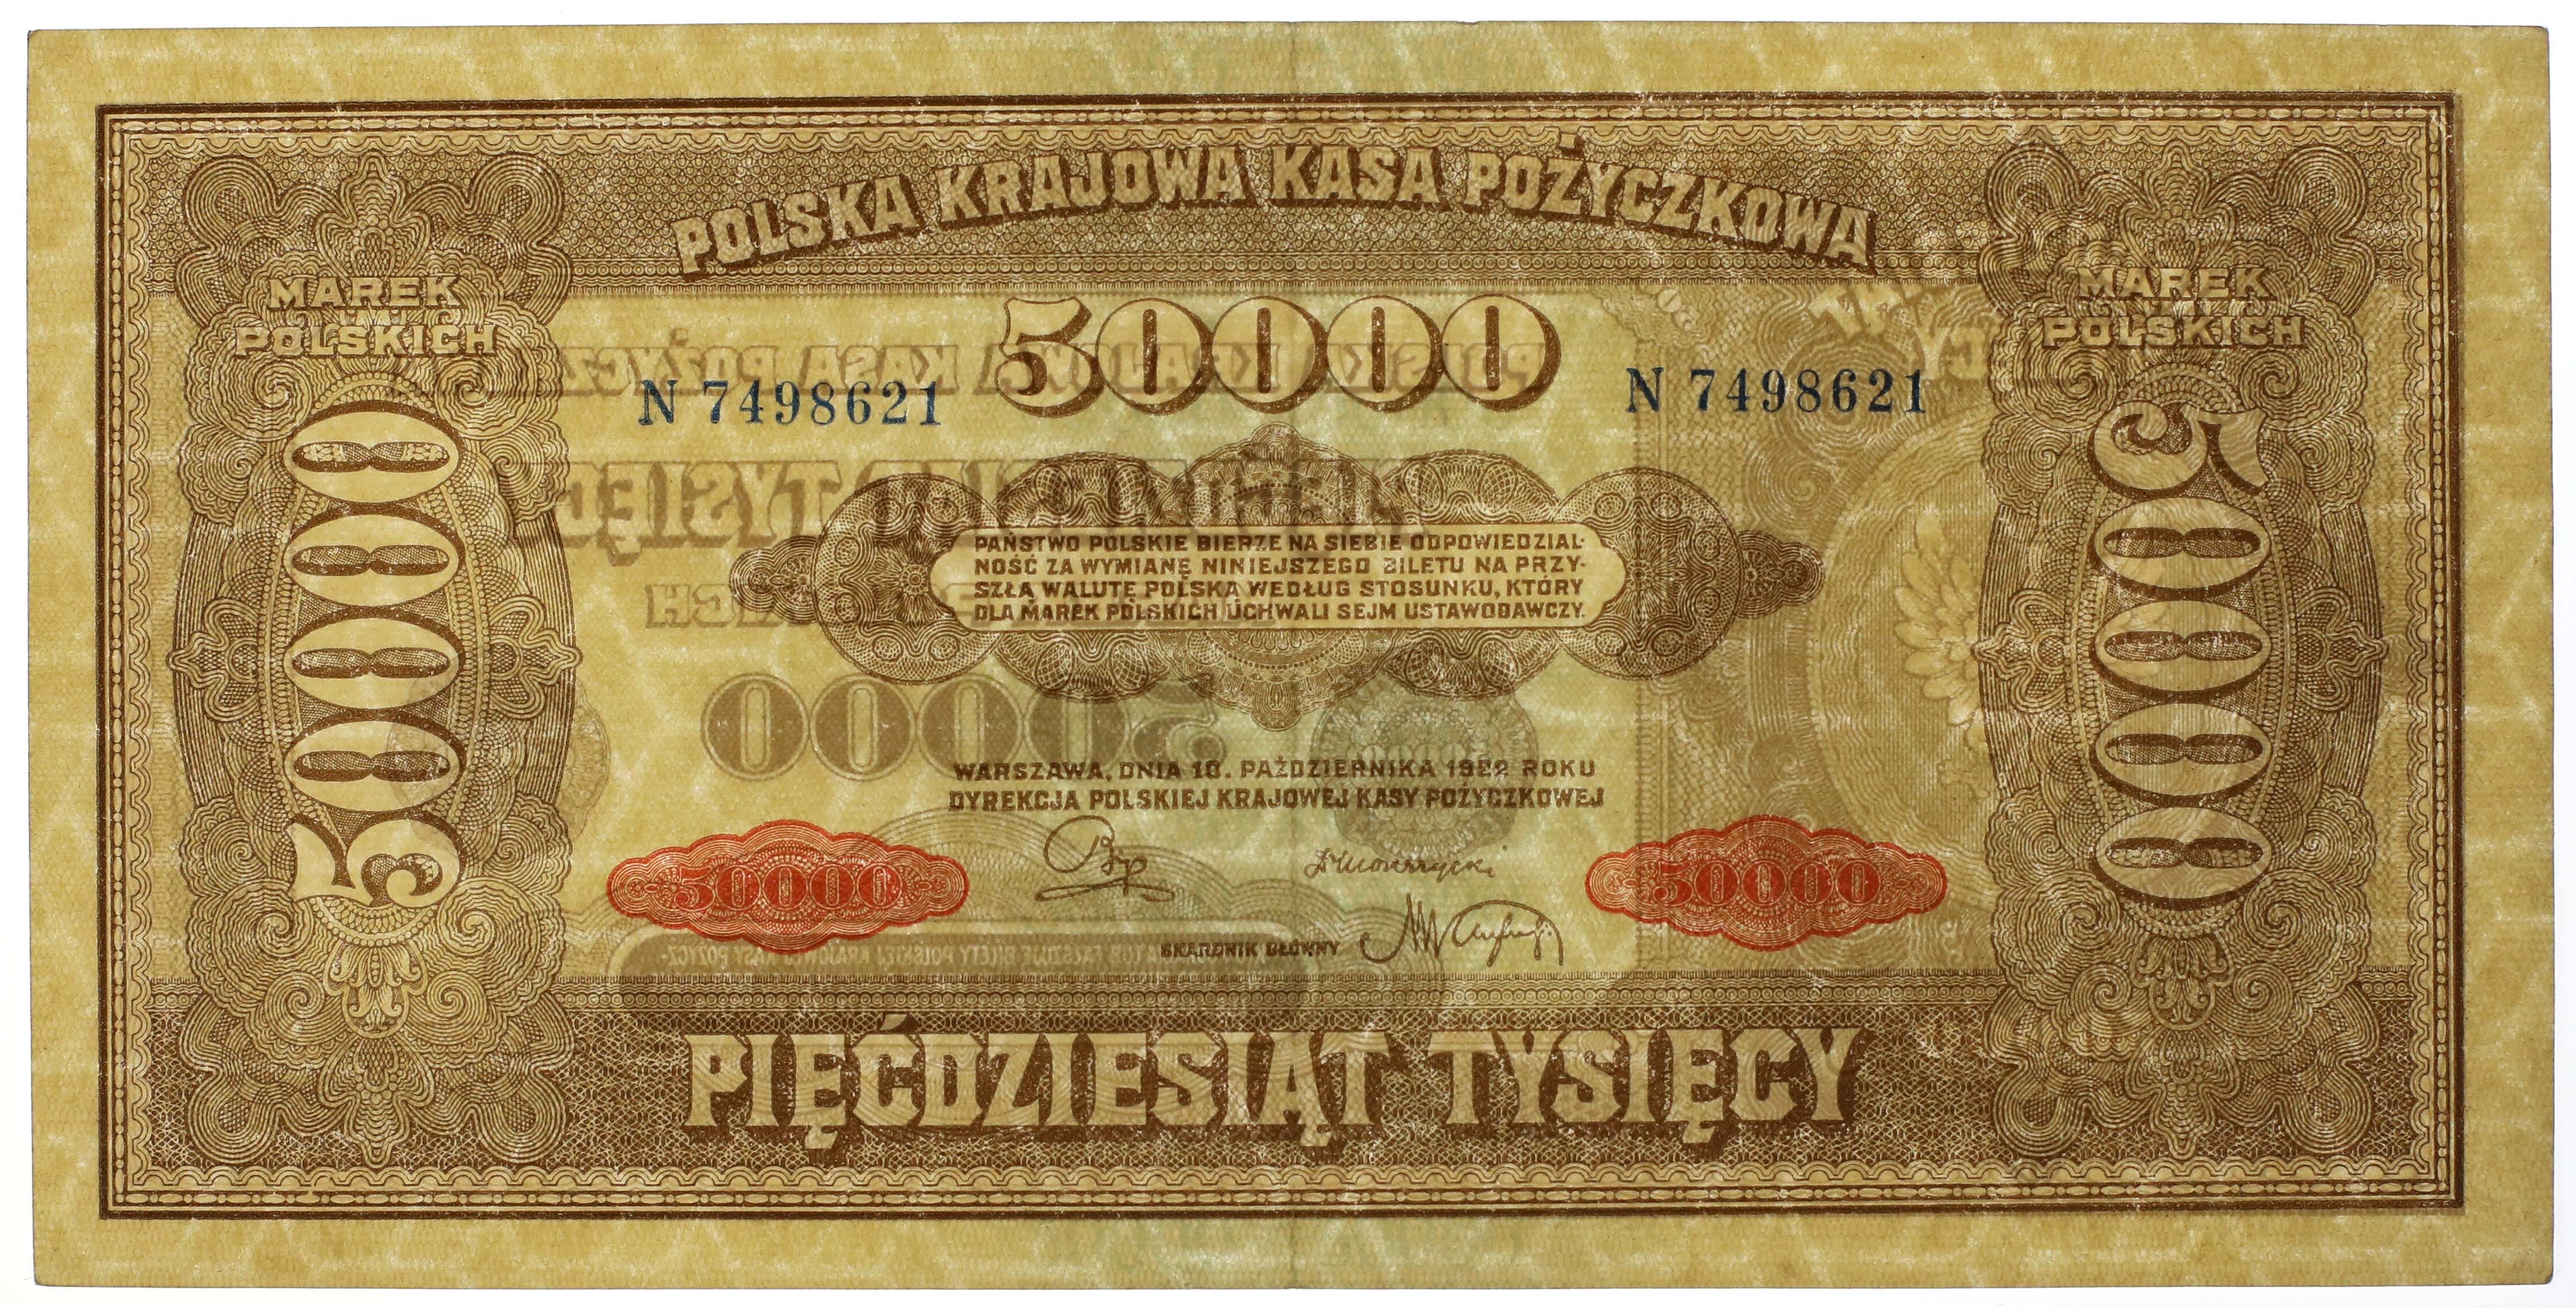 POLSKA KRAJOWA KASA POŻYCZKOWA
MAREK
POLSKICH
50000
MAREK
POLSKICH
N 7498621
N 7498621
50000
50000
PAŃSTWO POLSKIE BIERZE NA SIEBIE ODPOWIEDZIAL-
NOŚĆ ZA WYMIANĘ NINIEJSZEGO BILETU NA PRZY-
SZŁĄ WALUTĘ POLSKĄ WEDŁUG STOSUNKU, KTÓRY
DLA MAREK POLSKICH UCHWALI SEJM USTAWODAWCZY.
WARSZAWA, DNIA 10. PAŹDZIERNIKA 1922 ROKU
DYREKCJA POLSKIEJ KRAJOWEJ KASY POŻYCZKOWEJ
50000
50000
SKARBNIK GŁÓWNY
PIĘĆDZIESIĄT TYSIĘCY